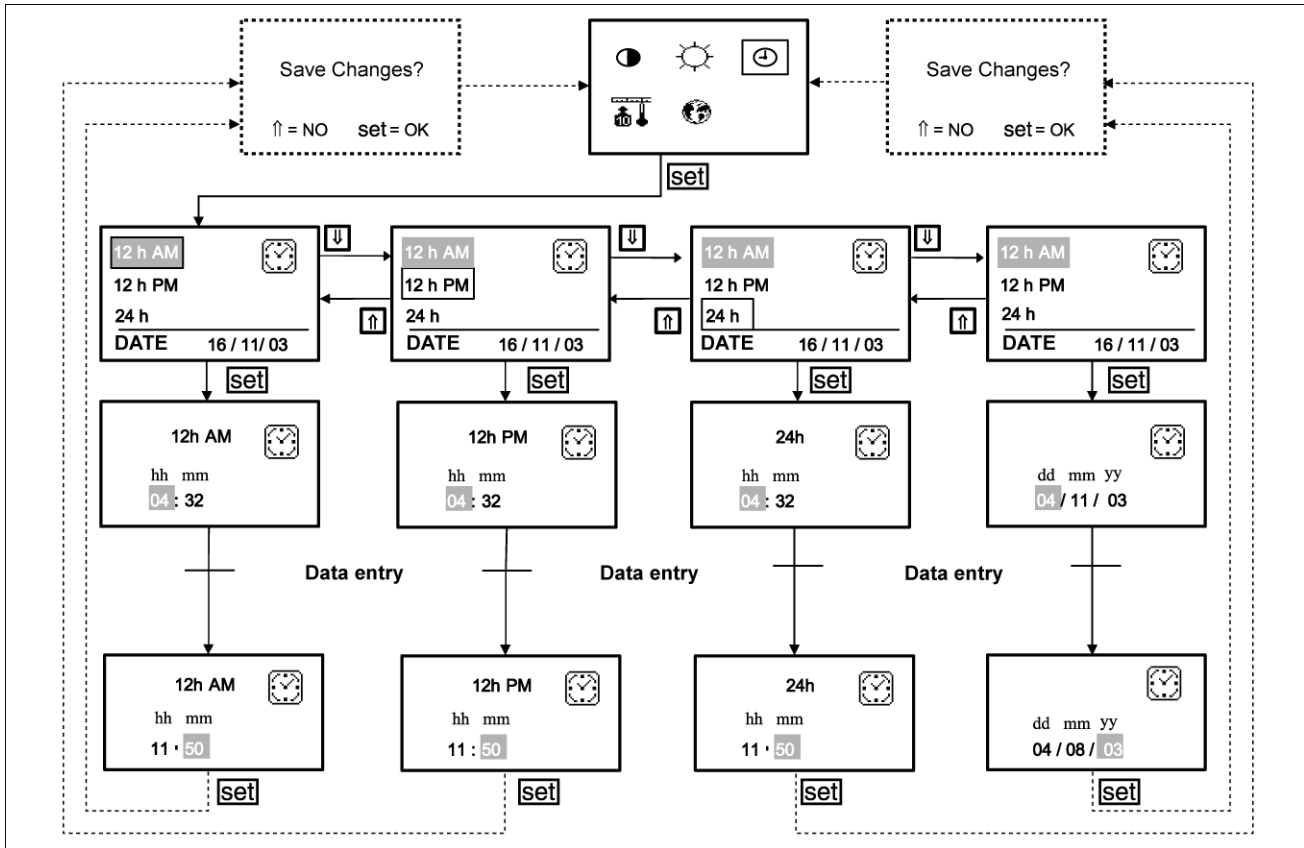 Save Changes?
⇑ = NO set = OK
10
Save Changes?
⇑ = NO set = OK
set
12 h AM
12 h PM
24 h
DATE 16 / 11/ 03
⇓
⇑
12 h AM
12 h PM
24 h
DATE 16 / 11 / 03
⇓
⇑
12 h AM
12 h PM
24 h
DATE 16 / 11 / 03
⇓
⇑
12 h AM
12 h PM
24 h
DATE 16 / 11 / 03
set
set
set
set
12h AM
hh mm
04 : 32
12h PM
hh mm
04 : 32
24h
hh mm
04 : 32
dd mm yy
04 / 11 / 03
Data entry
Data entry
Data entry
12h AM
hh mm
11 · 50
12h PM
hh mm
11 : 50
24h
hh mm
11 · 50
dd mm yy
04 / 08 / 03
set
set
set
set